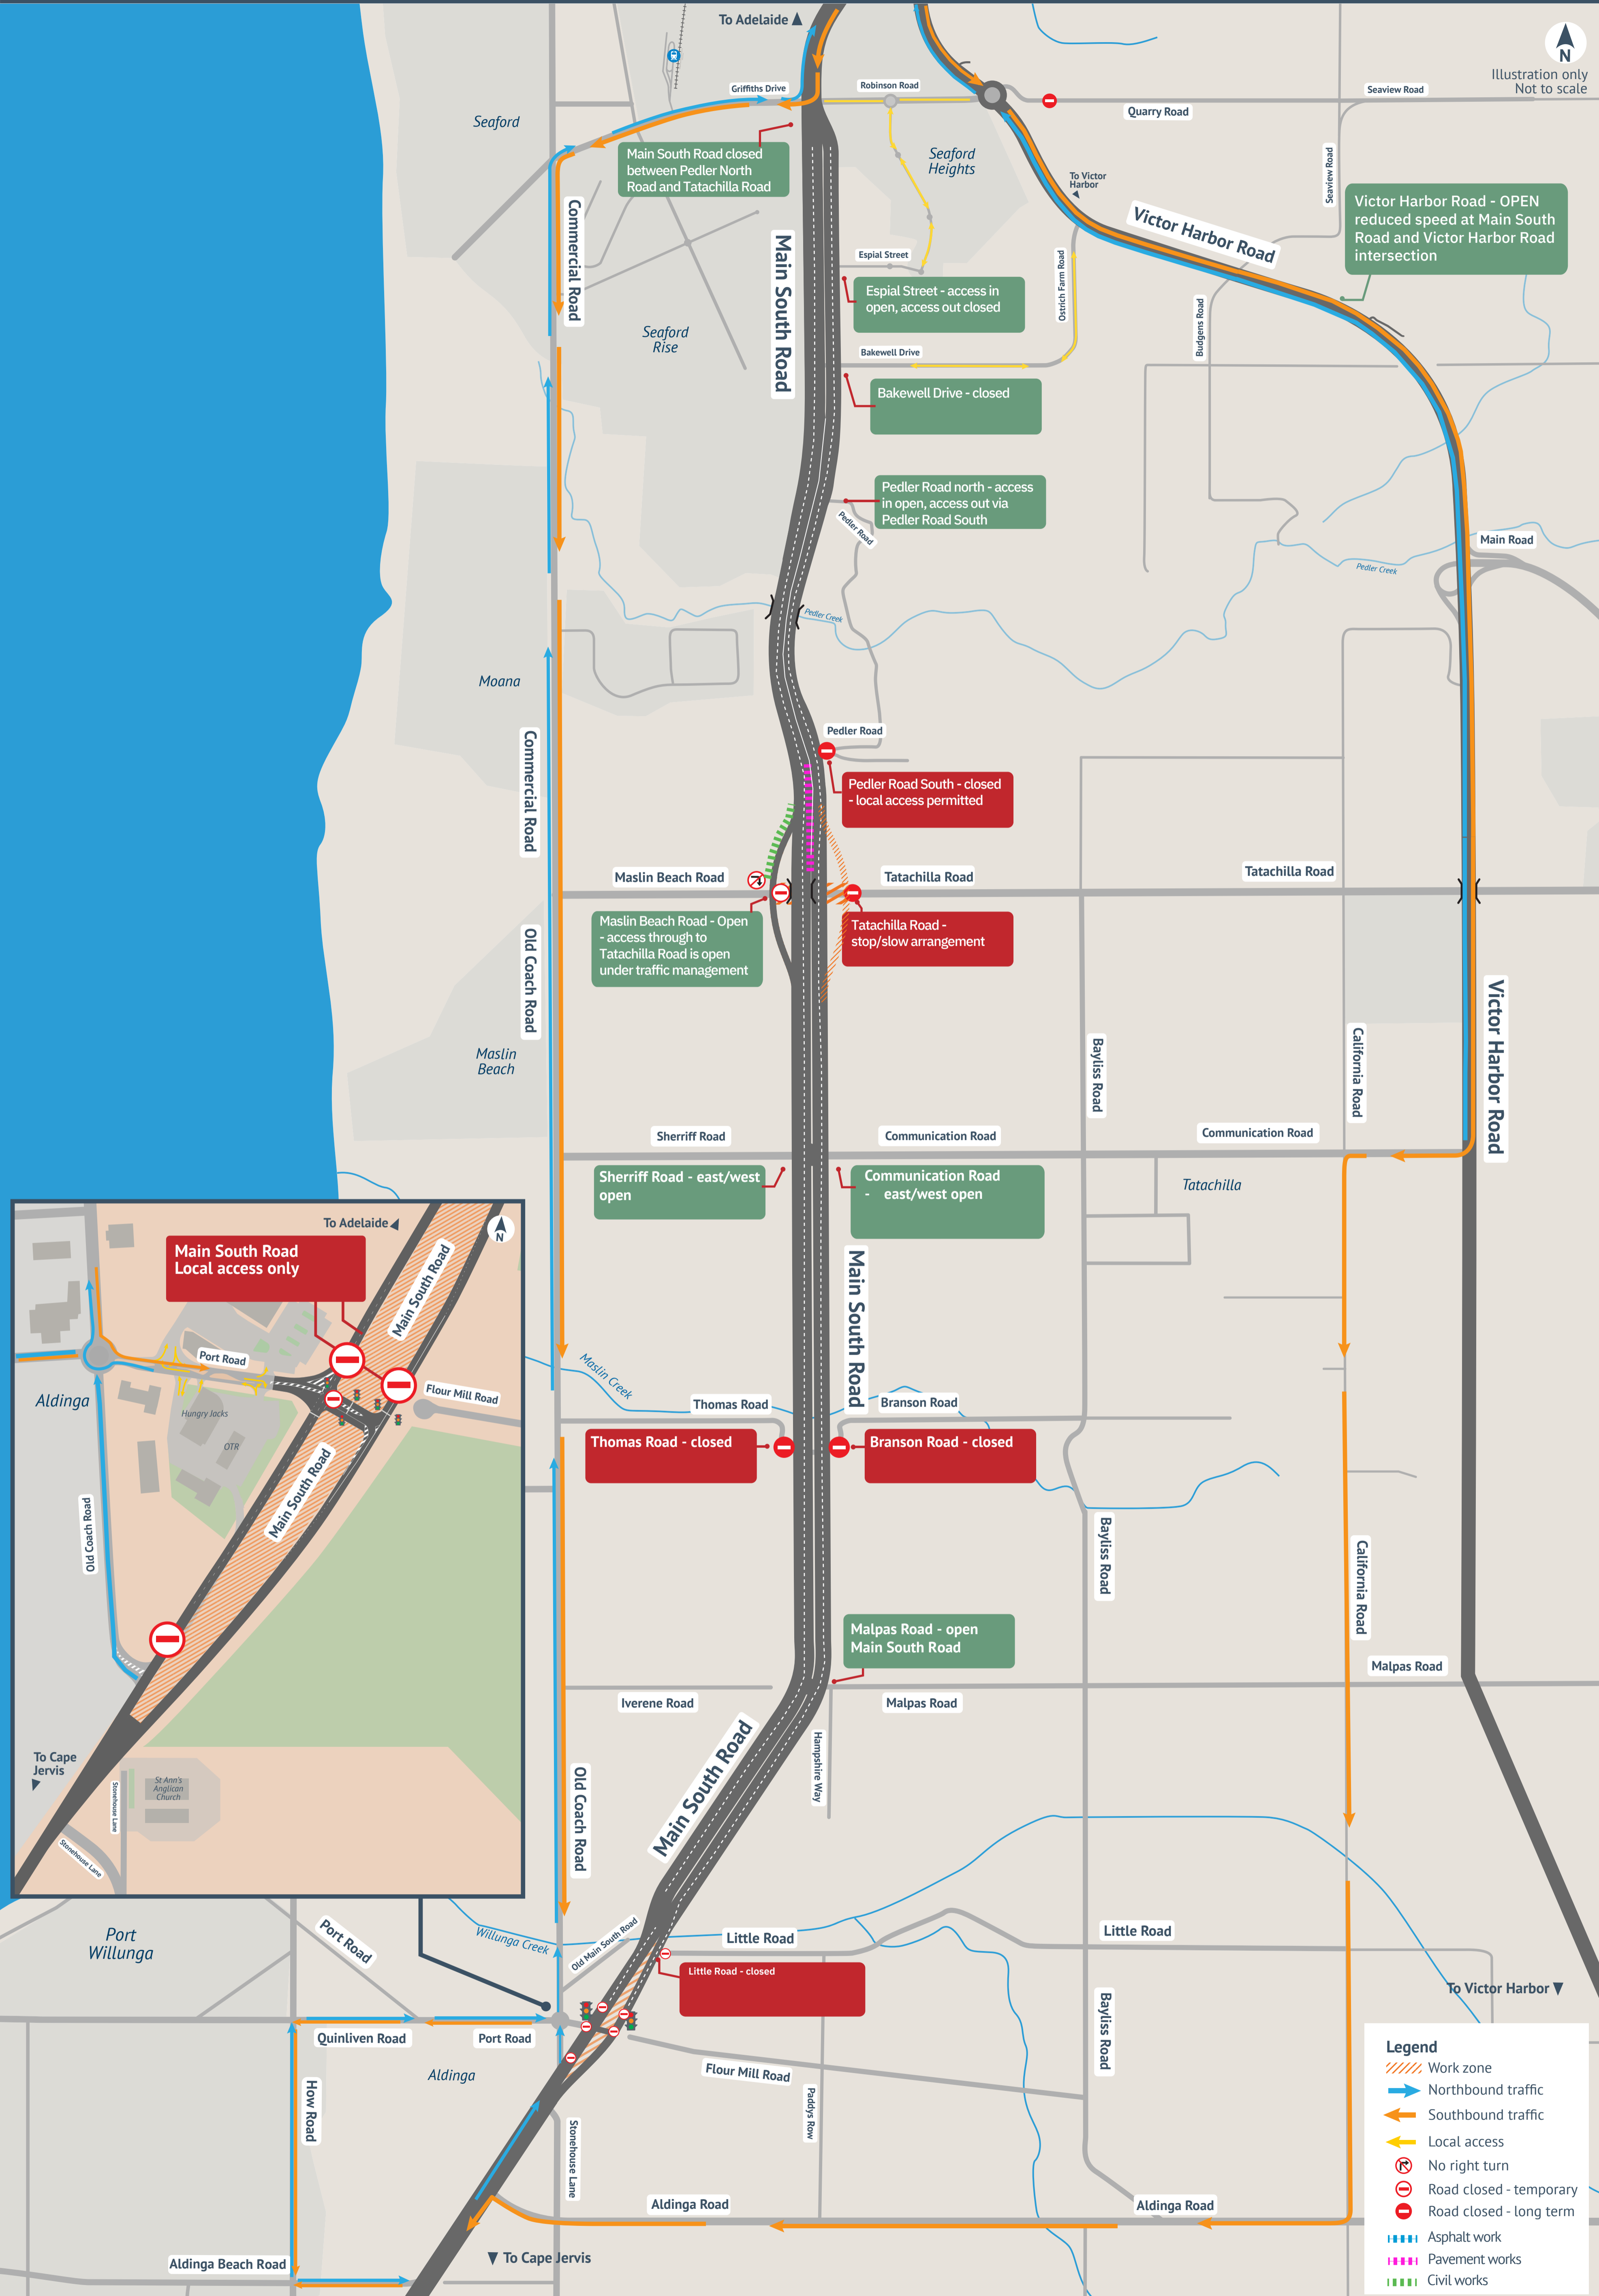 To Adelaide
N
Illustration only
Not to scale
Griffiths Drive
Robinson Road
Seaview Road
Quarry Road
Seaford
Main South Road closed
between Pedler North
Road and Tatachilla Road
Seaford
Heights
To Victor
Harbor
Seaview Road
Victor Harbor Road
Victor Harbor Road - OPEN
reduced speed at Main South
Road and Victor Harbor Road
intersection
Commercial Road
Main South Road
Espial Street
Espial Street - access in
open, access out closed
Ostrich Farm Road
Budgens Road
Seaford
Rise
Bakewell Drive
Bakewell Drive - closed
Pedler Road north - access
in open, access out via
Pedler Road South
Pedler Road
Main Road
Pedler Creek
Pedler Creek
Moana
Pedler Road
Commercial Road
Pedler Road South - closed
- local access permitted
Maslin Beach Road
Tatachilla Road
Tatachilla Road
Maslin Beach Road - Open
- access through to
Tatachilla Road is open
under traffic management
Tatachilla Road -
stop/slow arrangement
Old Coach Road
Victor Harbor Road
Maslin
Beach
Bayliss Road
California Road
Sherriff Road
Communication Road
Communication Road
Sherriff Road - east/west
open
Communication Road
- east/west open
Tatachilla
To Adelaide
N
Main South Road
Local access only
Main South Road
Port Road
Flour Mill Road
Aldinga
Hungry Jacks
OTR
Main South Road
Old Coach Road
To Cape
Jervis
St Ann's
Anglican
Church
Stonehouse Lane
Stonehouse Lane
Main South Road
Maslin Creek
Thomas Road
Branson Road
Thomas Road - closed
Branson Road - closed
Bayliss Road
California Road
Malpas Road - open
Main South Road
Malpas Road
Iverene Road
Malpas Road
Main South Road
Hampshire Way
Old Coach Road
Port
Willunga
Port Road
Willunga Creek
Old Main South Road
Little Road
Little Road
Little Road - closed
To Victor Harbor
Quinliven Road
Port Road
Bayliss Road
Aldinga
Flour Mill Road
How Road
Paddys Row
Stonehouse Lane
Aldinga Road
Aldinga Road
Aldinga Beach Road
To Cape Jervis
Legend
Work zone
Northbound traffic
Southbound traffic
Local access
No right turn
Road closed - temporary
Road closed - long term
Asphalt work
Pavement works
Civil works